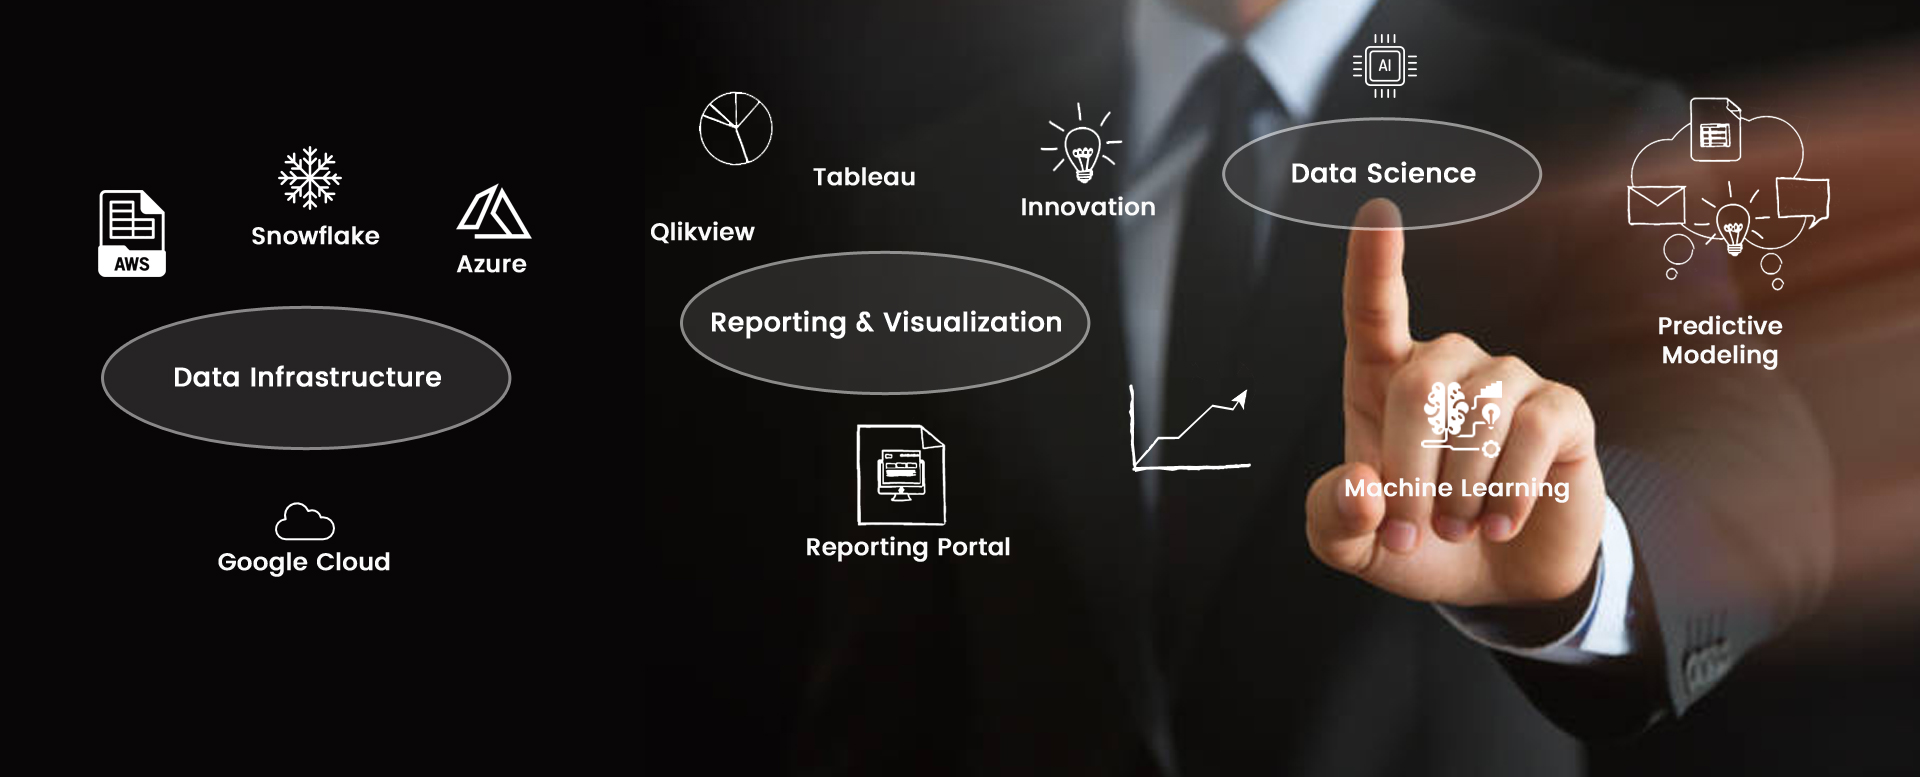 AWS
Snowflake
Azure
Data Infrastructure
Google Cloud
Qlikview
Tableau
Reporting & Visualization
Reporting Portal
Innovation
AI
Data Science
Machine Learning
Predictive
Modeling